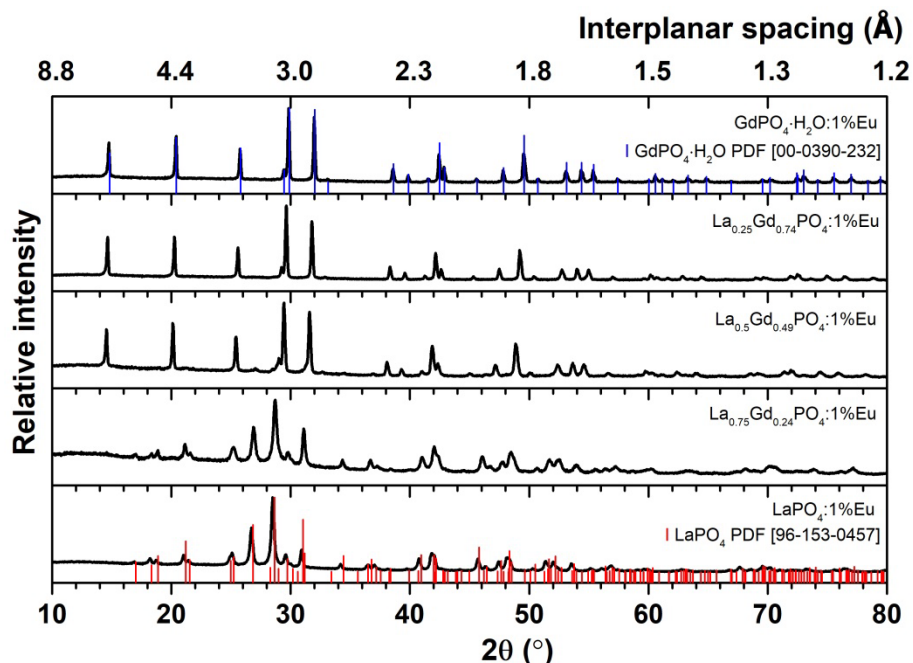 Interplanar spacing (Å)
8.8 4.4 3.0 2.3 1.8 1.5 1.3 1.2
Relative intensity
GdPO₄·H₂O:1%Eu
GdPO₄·H₂O PDF [00-0390-232]
La₀.₂₅Gd₀.₇₄PO₄:1%Eu
La₀.₅Gd₀.₄₉PO₄:1%Eu
La₀.₇₅Gd₀.₂₄PO₄:1%Eu
LaPO₄:1%Eu
LaPO₄ PDF [96-153-0457]
10 20 30 40 50 60 70 80
2θ (°)